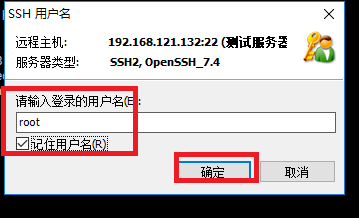 SSH 用户名
远程主机: 192.168.121.132:22 (测试服务器
服务器类型: SSH2, OpenSSH_7.4
请输入登录的用户名(E):
root
记住用户名(R)
确定
取消